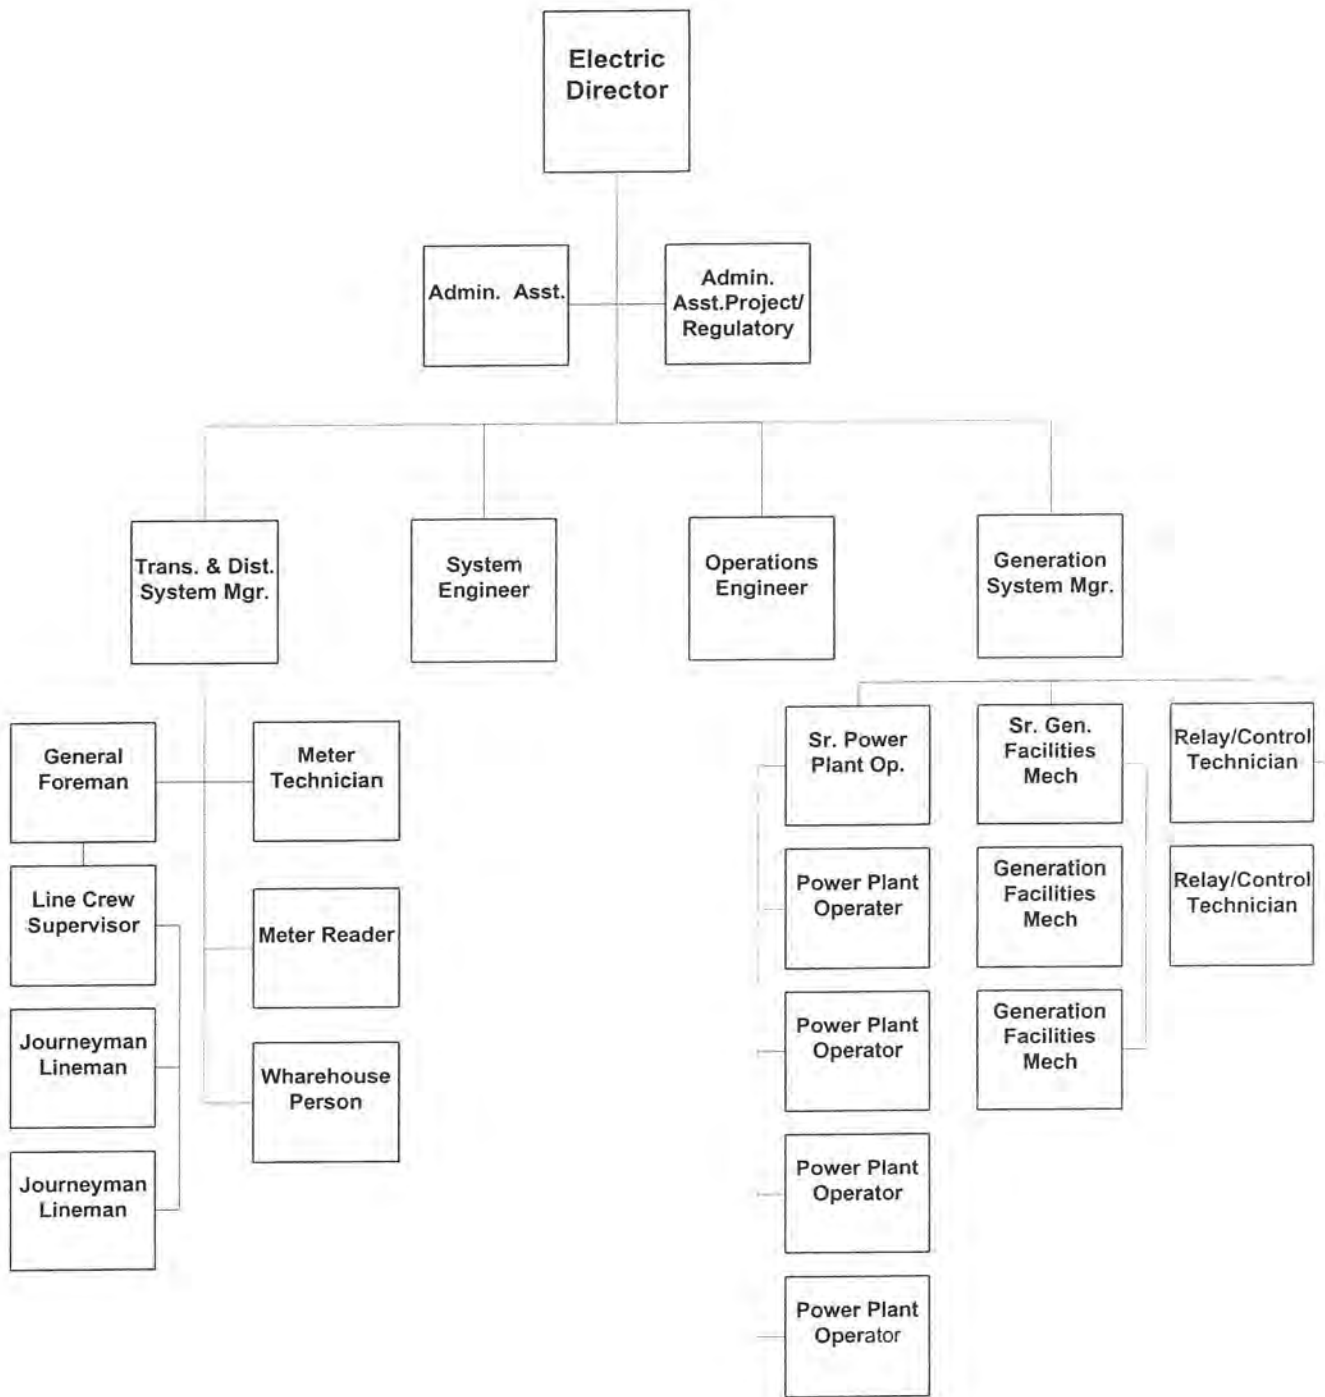 Electric
Director
Admin. Asst.
Admin.
Asst.Project/
Regulatory
Trans. & Dist.
System Mgr.
System
Engineer
Operations
Engineer
Generation
System Mgr.
General
Foreman
Meter
Technician
Line Crew
Supervisor
Meter Reader
Journeyman
Lineman
Wharehouse
Person
Journeyman
Lineman
Sr. Power
Plant Op.
Sr. Gen.
Facilities
Mech
Relay/Control
Technician
Power Plant
Operater
Generation
Facilities
Mech
Relay/Control
Technician
Power Plant
Operator
Generation
Facilities
Mech
Power Plant
Operator
Power Plant
Operator